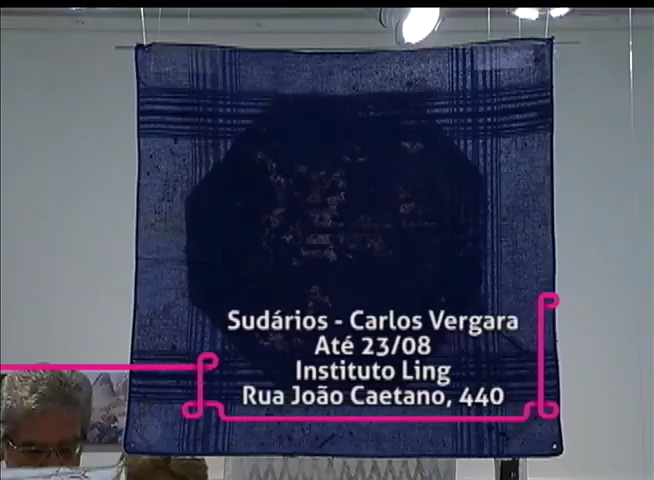 Sudários - Carlos Vergara
Até 23/08
Instituto Ling
Rua João Caetano, 440